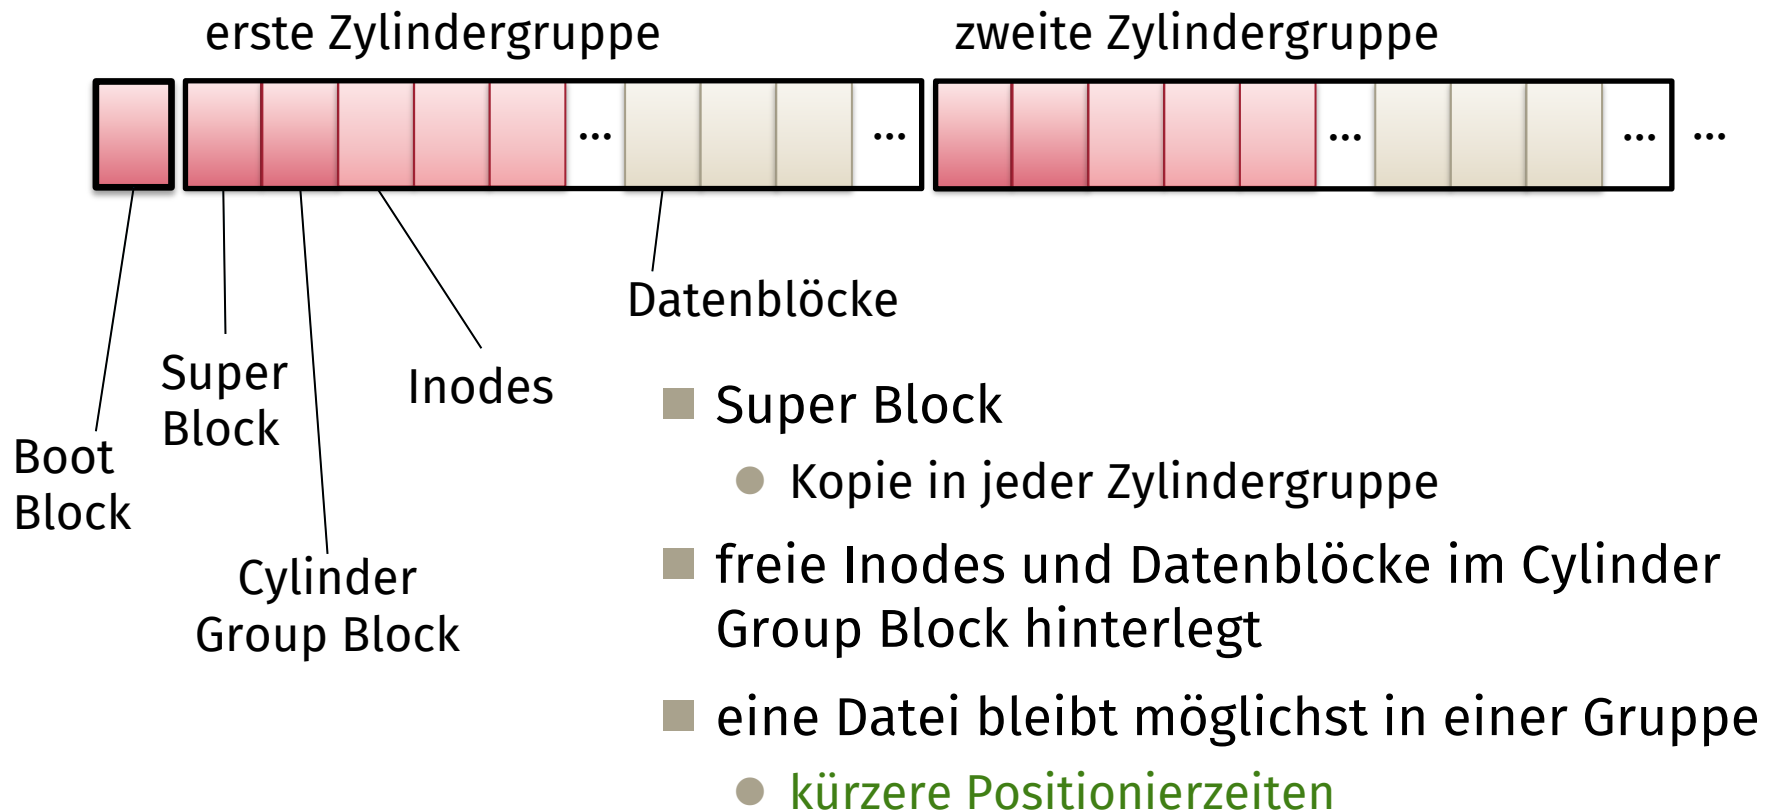 erste Zylindergruppe
zweite Zylindergruppe
... ... ... ... ...
Datenblöcke
Super
Block
Inodes
Boot
Block
Cylinder
Group Block
Super Block
Kopie in jeder Zylindergruppe
freie Inodes und Datenblöcke im Cylinder
Group Block hinterlegt
eine Datei bleibt möglichst in einer Gruppe
kürzere Positionierzeiten